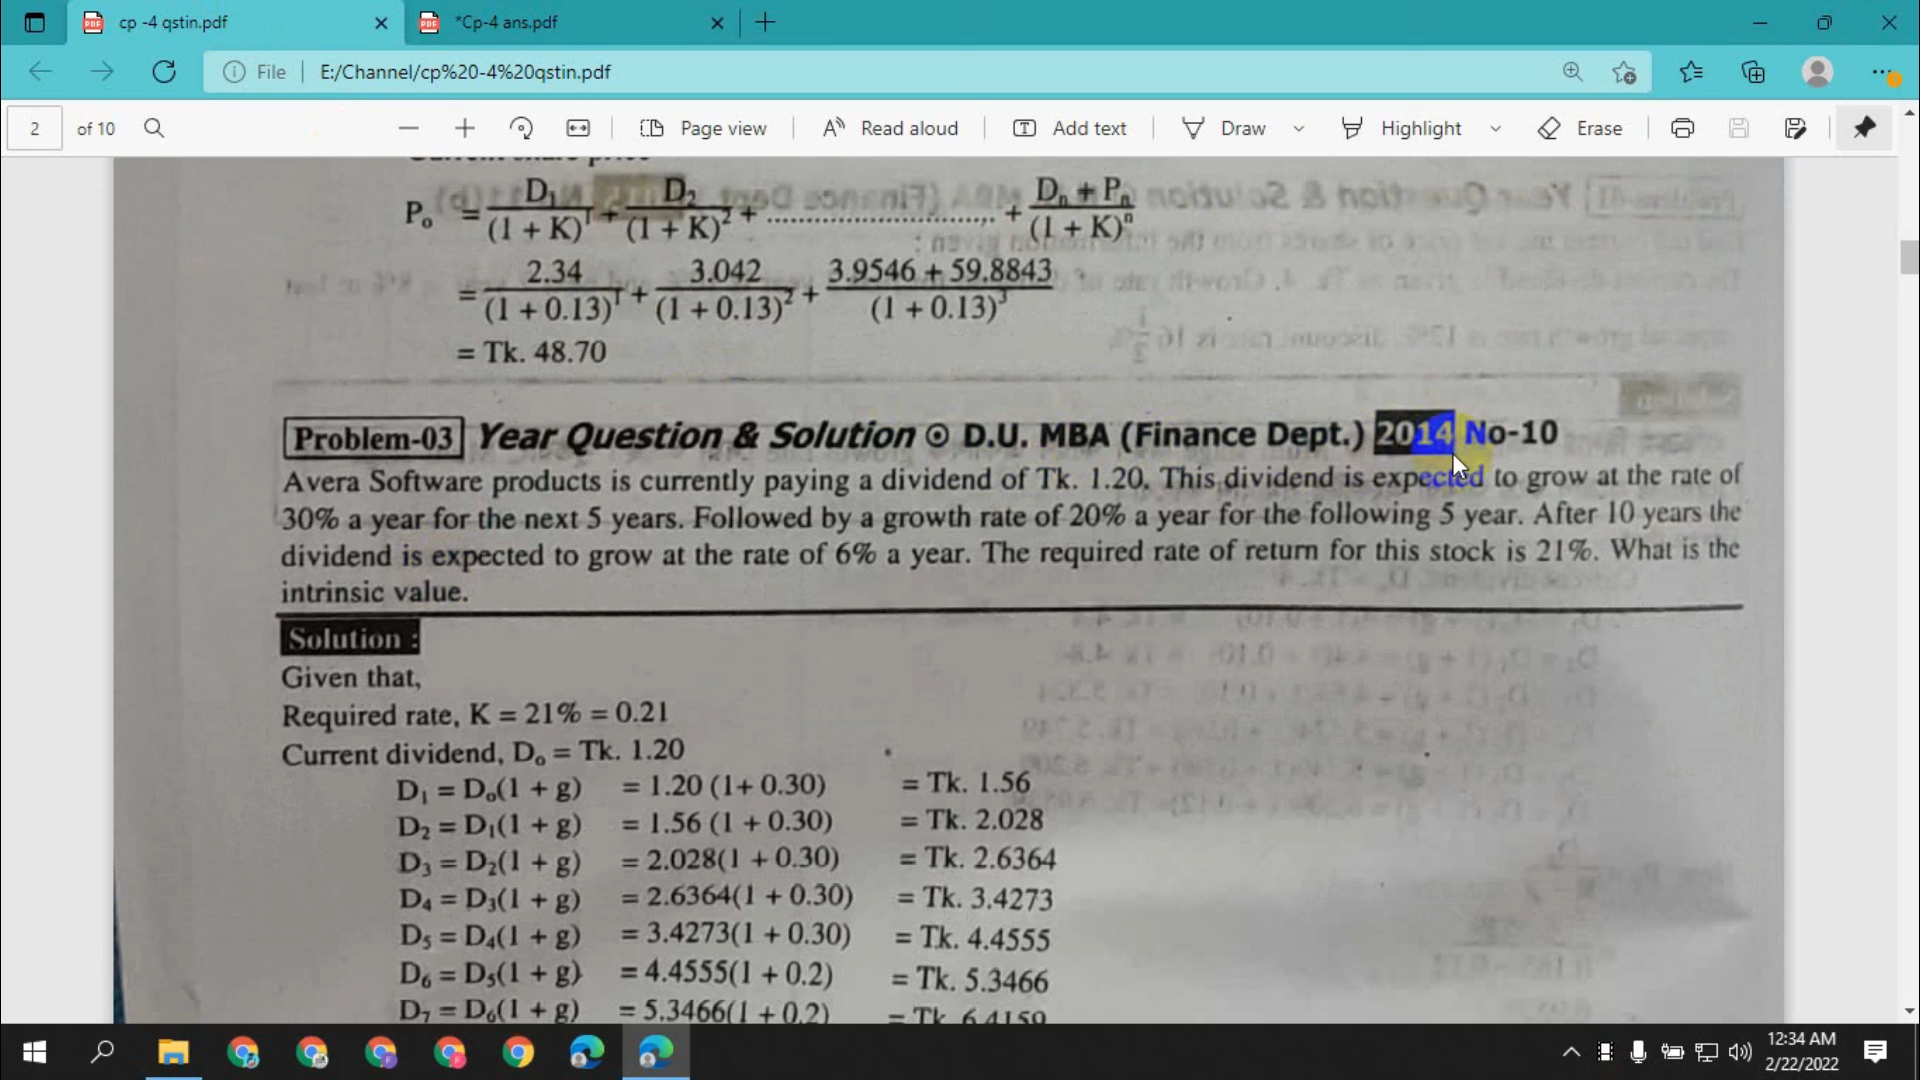 cp -4 qstin.pdf
*Cp-4 ans.pdf
File
E:/Channel/cp%20-4%20qstin.pdf
2 of 10
Page view
Read aloud
Add text
Draw
Highlight
Erase
P₀ = D₁/(1 + K)¹ + D₂/(1 + K)² + .............................. + Dₙ + Pₙ/(1 + K)ⁿ
= 2.34/(1 + 0.13)¹ + 3.042/(1 + 0.13)² + 3.9546 + 59.8843/(1 + 0.13)³
= Tk. 48.70
Problem-03 Year Question & Solution ⊙ D.U. MBA (Finance Dept.) 2014 No-10
Avera Software products is currently paying a dividend of Tk. 1.20. This dividend is expected to grow at the rate of
30% a year for the next 5 years. Followed by a growth rate of 20% a year for the following 5 year. After 10 years the
dividend is expected to grow at the rate of 6% a year. The required rate of return for this stock is 21%. What is the
intrinsic value.
Solution :
Given that,
Required rate, K = 21% = 0.21
Current dividend, D₀ = Tk. 1.20
D₁ = D₀(1 + g) = 1.20 (1+ 0.30) = Tk. 1.56
D₂ = D₁(1 + g) = 1.56 (1 + 0.30) = Tk. 2.028
D₃ = D₂(1 + g) = 2.028(1 + 0.30) = Tk. 2.6364
D₄ = D₃(1 + g) = 2.6364(1 + 0.30) = Tk. 3.4273
D₅ = D₄(1 + g) = 3.4273(1 + 0.30) = Tk. 4.4555
D₆ = D₅(1 + g) = 4.4555(1 + 0.2) = Tk. 5.3466
D₇ = D₆(1 + g) = 5.3466(1 + 0.2) = Tk 6.4159
12:34 AM
2/22/2022